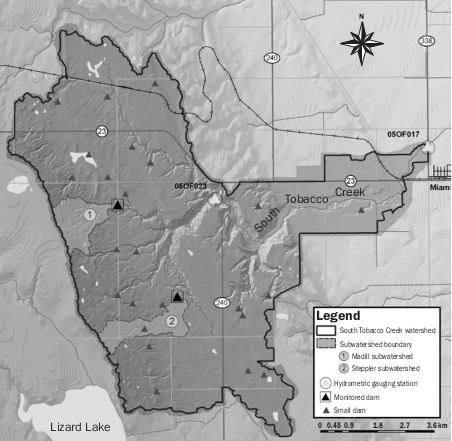 N
338
240
05OF017
23
23
Miami
05OF023
South Tobacco Creek
1
240
2
Lizard Lake
Legend
South Tobacco Creek watershed
Subwatershed boundary
1 Madill subwatershed
2 Steppler subwatershed
Hydrometric gauging station
Monitored dam
Small dam
0 0.45 0.9 1.8 2.7 3.6 km